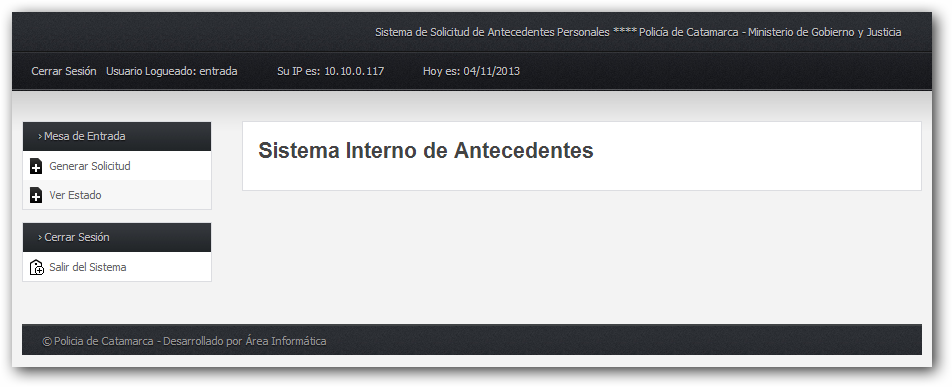 Sistema de Solicitud de Antecedentes Personales **** Policía de Catamarca - Ministerio de Gobierno y Justicia
Cerrar Sesión Usuario Logueado: entrada Su IP es: 10.10.0.117 Hoy es: 04/11/2013
› Mesa de Entrada
Generar Solicitud
Ver Estado
› Cerrar Sesión
Salir del Sistema
Sistema Interno de Antecedentes
© Policia de Catamarca - Desarrollado por Área Informática